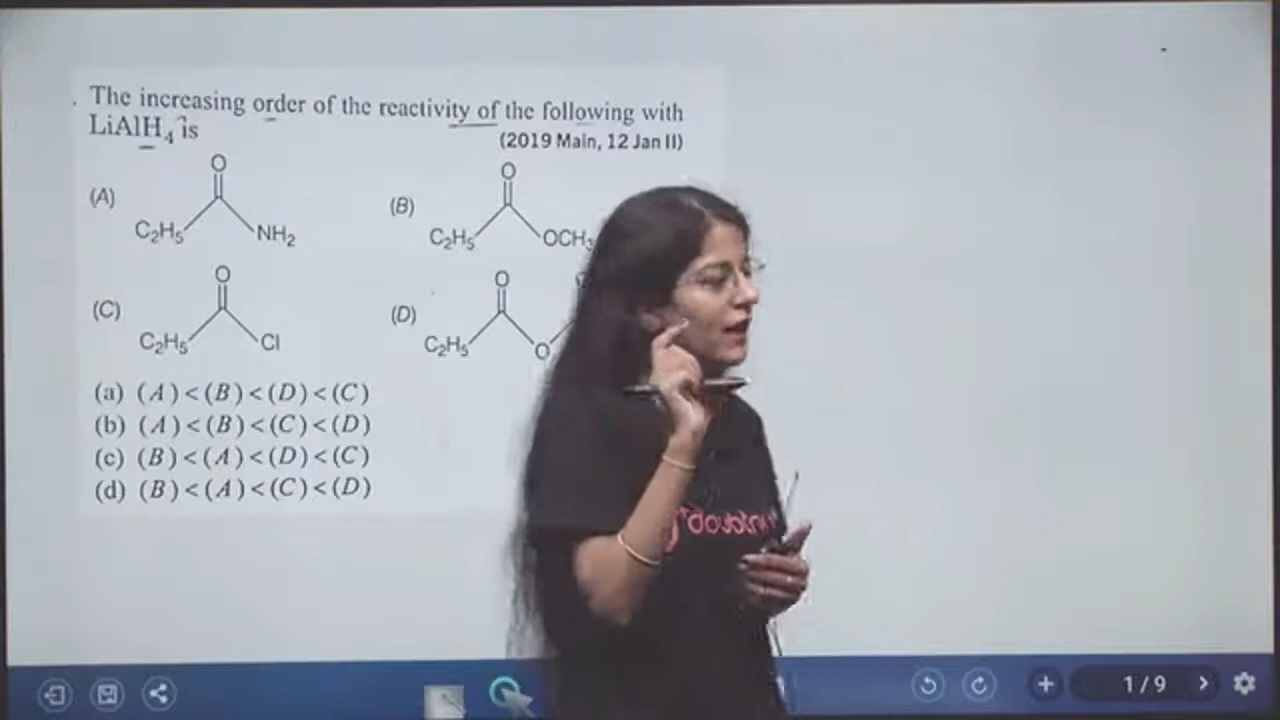 . The increasing order of the reactivity of the following with
LiAlH4 is
(2019 Main, 12 Jan II)
(A) O C2H5 NH2
(B) O C2H5 OCH3
(C) O C2H5 Cl
(D) O C2H5 O
(a) (A) < (B) < (D) < (C)
(b) (A) < (B) < (C) < (D)
(c) (B) < (A) < (D) < (C)
(d) (B) < (A) < (C) < (D)
doubtnut
1 / 9